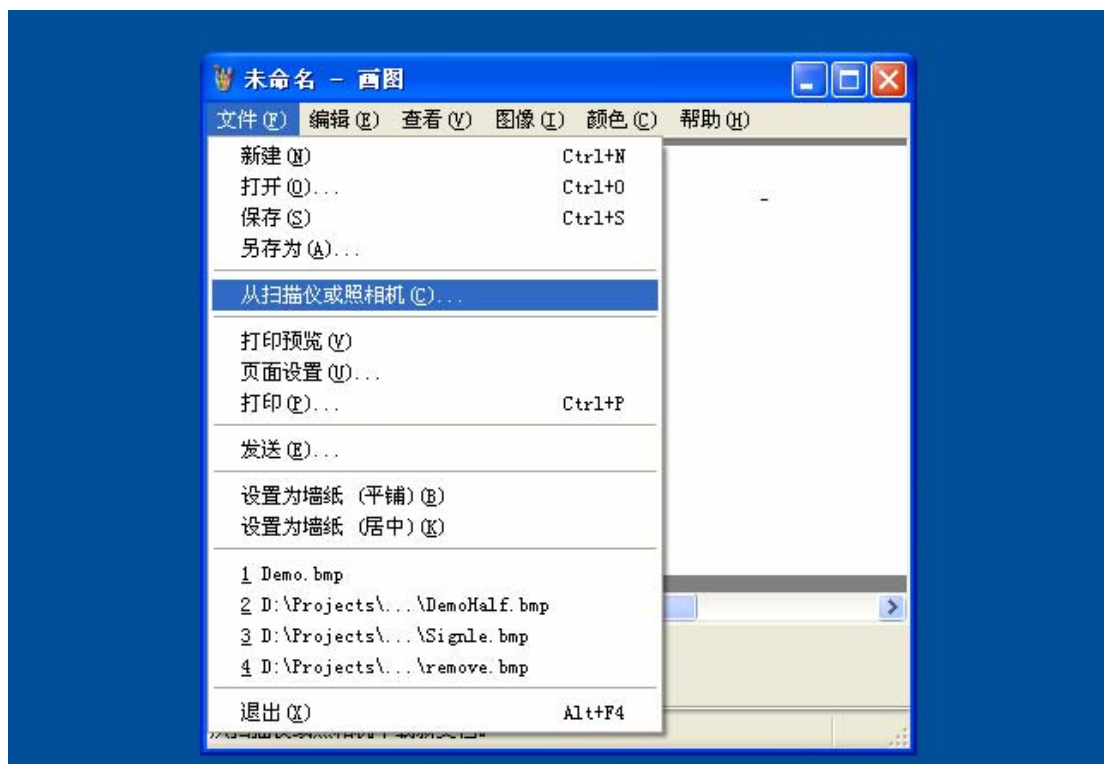 未命名 - 画图
文件(F) 编辑(E) 查看(V) 图像(I) 颜色(C) 帮助(H)
新建(N) Ctrl+N
打开(O)... Ctrl+O
保存(S) Ctrl+S
另存为(A)...
从扫描仪或照相机(C)...
打印预览(V)
页面设置(U)...
打印(P)... Ctrl+P
发送(E)...
设置为墙纸 (平铺)(B)
设置为墙纸 (居中)(K)
1 Demo.bmp
2 D:\Projects\...\DemoHalf.bmp
3 D:\Projects\...\Signle.bmp
4 D:\Projects\...\remove.bmp
退出(X) Alt+F4